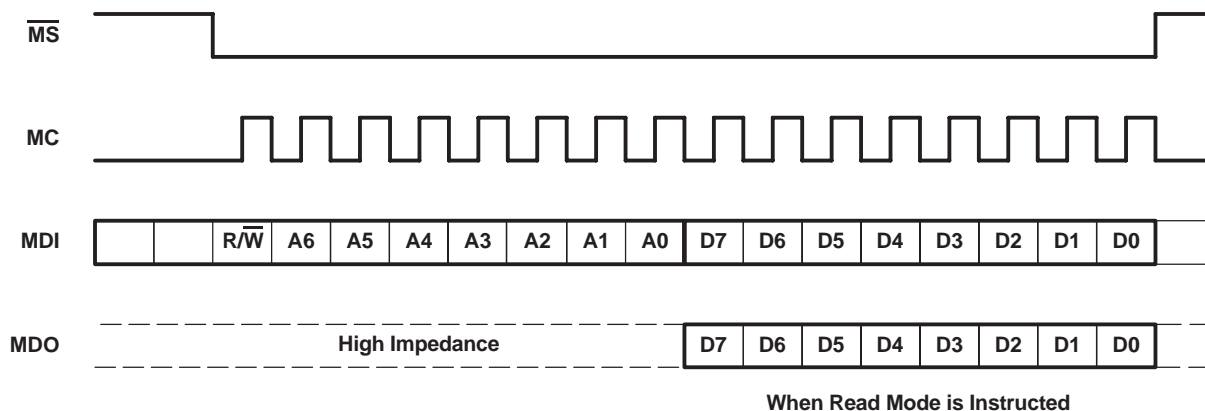 M̅S̅
MC
MDI R/W̅ A6 A5 A4 A3 A2 A1 A0 D7 D6 D5 D4 D3 D2 D1 D0
MDO High Impedance D7 D6 D5 D4 D3 D2 D1 D0
When Read Mode is Instructed